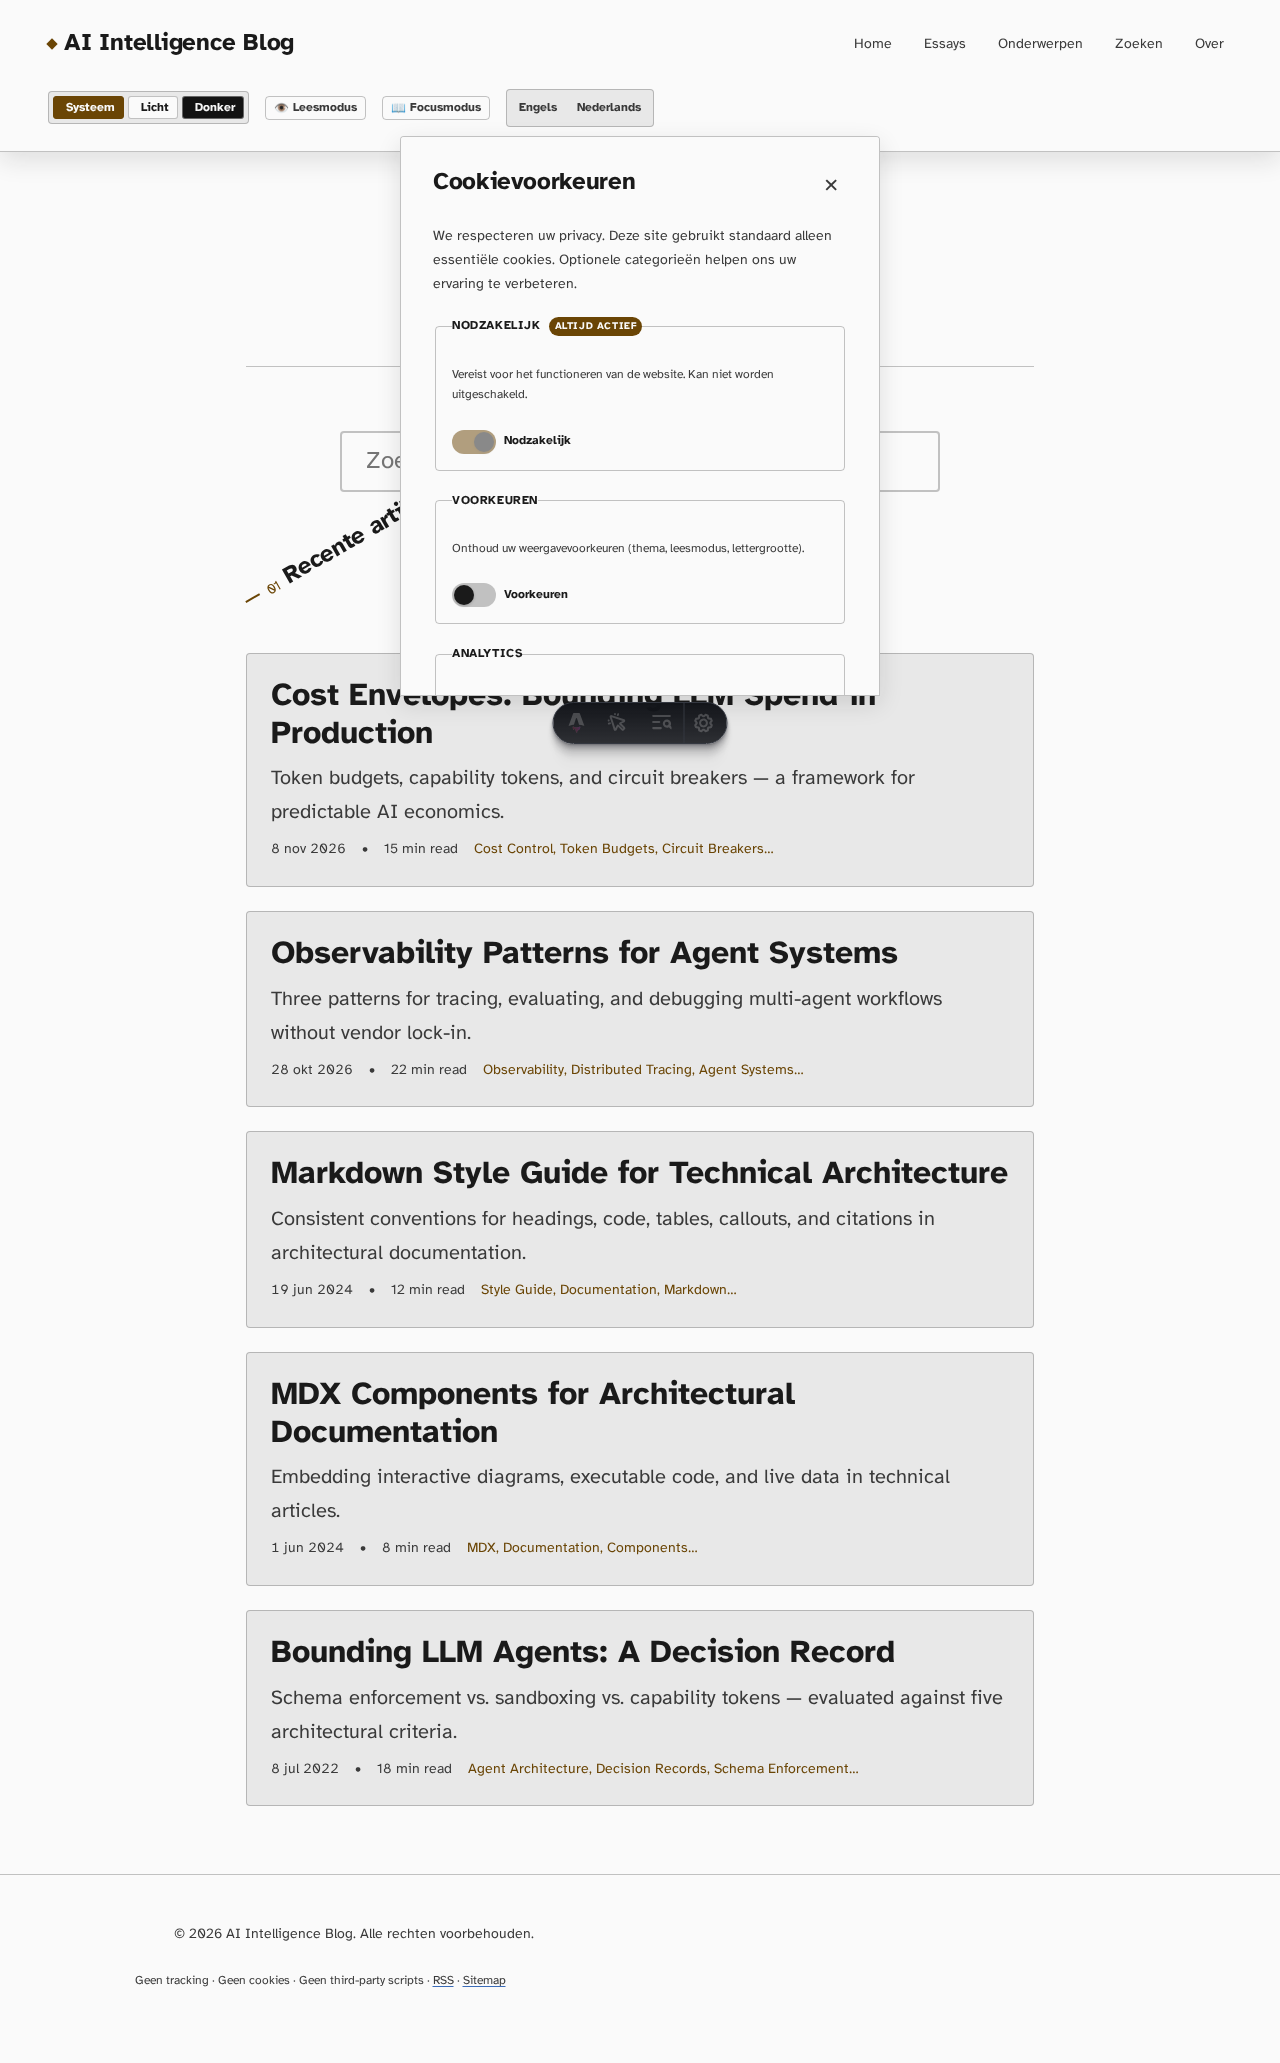 ◆ AI Intelligence Blog
Home Essays Onderwerpen Zoeken Over
Systeem Licht Donker 👁️ Leesmodus 📖 Focusmodus Engels Nederlands
Cookievoorkeuren ✕
We respecteren uw privacy. Deze site gebruikt standaard alleen
essentiële cookies. Optionele categorieën helpen ons uw
ervaring te verbeteren.
NODZAKELIJK ALTIJD ACTIEF
Vereist voor het functioneren van de website. Kan niet worden
uitgeschakeld.
Nodzakelijk
VOORKEUREN
Onthoud uw weergavevoorkeuren (thema, leesmodus, lettergrootte).
Voorkeuren
ANALYTICS
Zoe
— 01 Recente arti
Cost Envelopes: Bounding LLM Spend in
Production
Token budgets, capability tokens, and circuit breakers — a framework for
predictable AI economics.
8 nov 2026 • 15 min read Cost Control, Token Budgets, Circuit Breakers...
Observability Patterns for Agent Systems
Three patterns for tracing, evaluating, and debugging multi-agent workflows
without vendor lock-in.
28 okt 2026 • 22 min read Observability, Distributed Tracing, Agent Systems...
Markdown Style Guide for Technical Architecture
Consistent conventions for headings, code, tables, callouts, and citations in
architectural documentation.
19 jun 2024 • 12 min read Style Guide, Documentation, Markdown...
MDX Components for Architectural
Documentation
Embedding interactive diagrams, executable code, and live data in technical
articles.
1 jun 2024 • 8 min read MDX, Documentation, Components...
Bounding LLM Agents: A Decision Record
Schema enforcement vs. sandboxing vs. capability tokens — evaluated against five
architectural criteria.
8 jul 2022 • 18 min read Agent Architecture, Decision Records, Schema Enforcement...
© 2026 AI Intelligence Blog. Alle rechten voorbehouden.
Geen tracking · Geen cookies · Geen third-party scripts · RSS · Sitemap